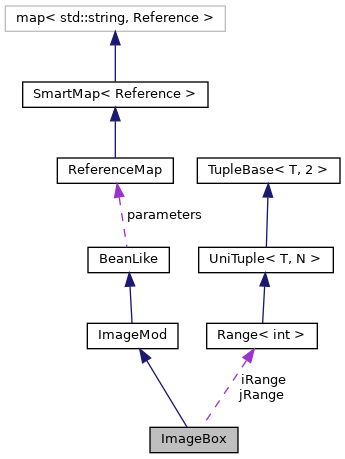 map< std::string, Reference >
SmartMap< Reference >
ReferenceMap
TupleBase< T, 2 >
parameters
BeanLike
UniTuple< T, N >
ImageMod
Range< int >
iRange
jRange
ImageBox